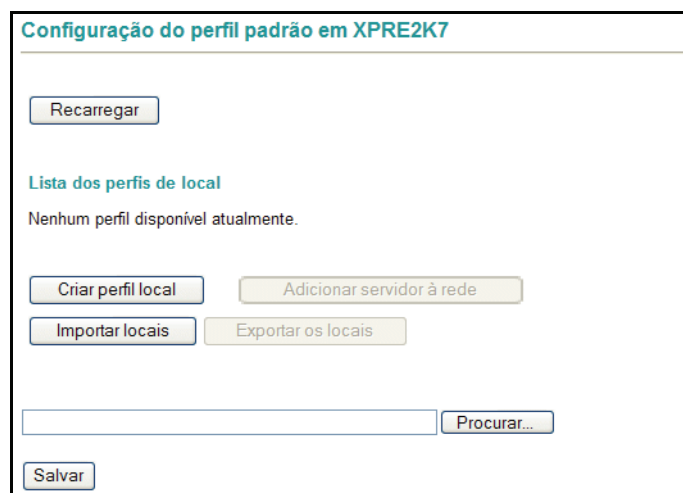 Configuração do perfil padrão em XPRE2K7
Recarregar
Lista dos perfis de local
Nenhum perfil disponível atualmente.
Criar perfil local Adicionar servidor à rede
Importar locais Exportar os locais
Procurar...
Salvar